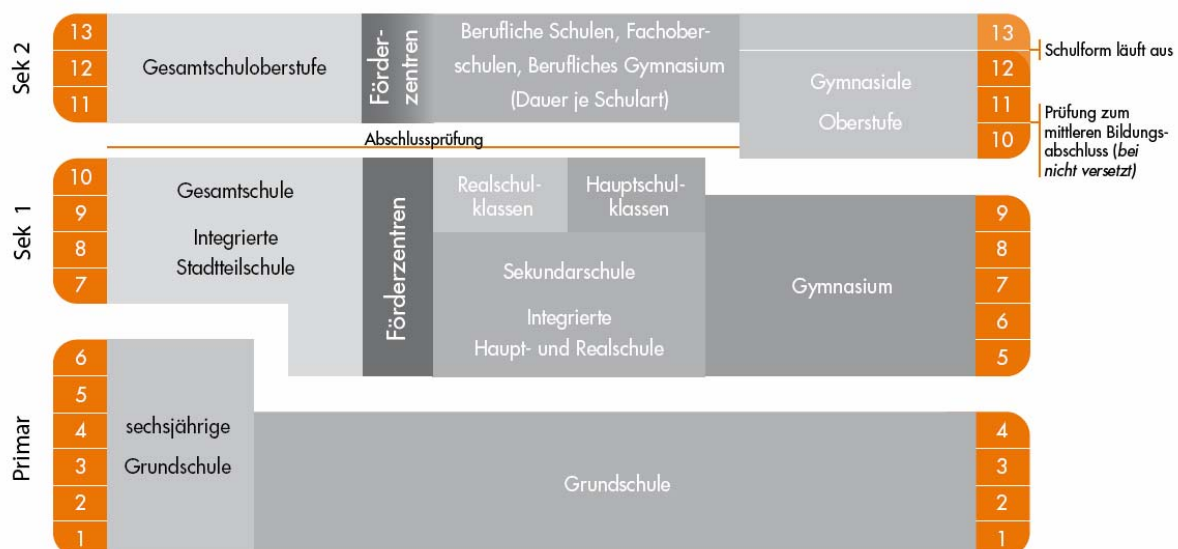 Sek 2
13
12
11
Gesamtschuloberstufe
Förder-
zentren
Berufliche Schulen, Fachober-
schulen, Berufliches Gymnasium
(Dauer je Schulart)
Gymnasiale
Oberstufe
13
12
11
10
Schulform läuft aus
Prüfung zum
mittleren Bildungs-
abschluss (bei
nicht versetzt)
Abschlussprüfung
Sek 1
10
9
8
7
Gesamtschule
Integrierte
Stadtteilschule
Förderzentren
Realschul-
klassen
Hauptschul-
klassen
Sekundarschule
Integrierte
Haupt- und Realschule
Gymnasium
9
8
7
6
5
Primar
6
5
4
3
2
1
sechsjährige
Grundschule
Grundschule
4
3
2
1